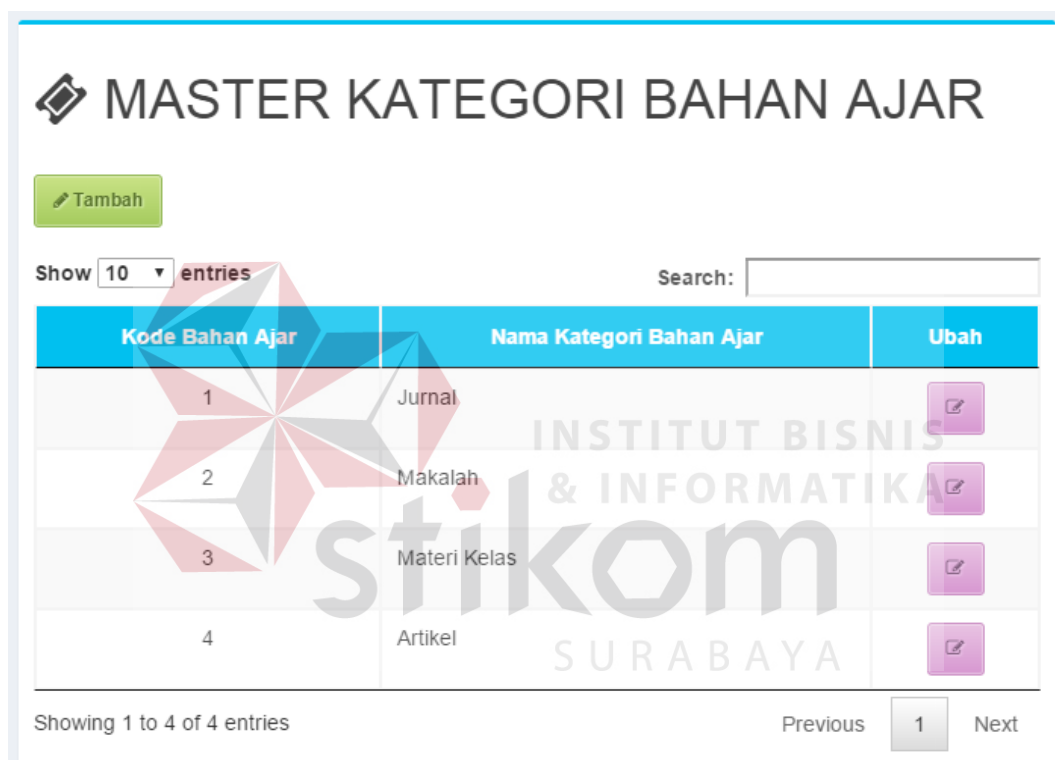 MASTER KATEGORI BAHAN AJAR
Tambah
Show 10 entries
Search:
Kode Bahan Ajar Nama Kategori Bahan Ajar Ubah
1 Jurnal
2 Makalah
3 Materi Kelas
4 Artikel
INSTITUT BISNIS
& INFORMATIKA
stikom
SURABAYA
Showing 1 to 4 of 4 entries
Previous 1 Next